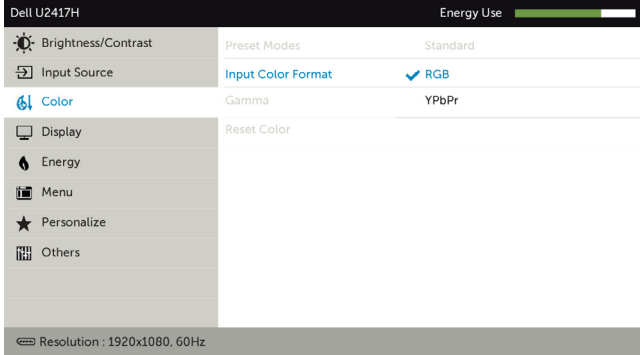 Dell U2417H Energy Use
Brightness/Contrast Preset Modes Standard
Input Source Input Color Format RGB
Color Gamma YPbPr
Display Reset Color
Energy
Menu
Personalize
Others
Resolution : 1920x1080, 60Hz